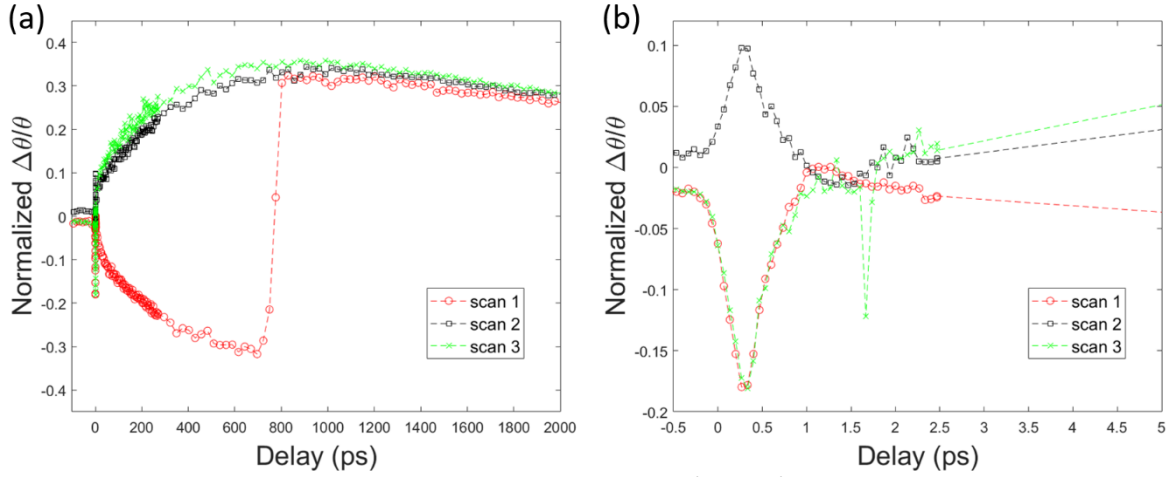 (a)
Normalized Δθ/θ
0.4
0.3
0.2
0.1
0
-0.1
-0.2
-0.3
-0.4
scan 1
scan 2
scan 3
0 200 400 600 800 1000 1200 1400 1600 1800 2000
Delay (ps)
(b)
Normalized Δθ/θ
0.1
0.05
0
-0.05
-0.1
-0.15
-0.2
scan 1
scan 2
scan 3
-0.5 0 0.5 1 1.5 2 2.5 3 3.5 4 4.5 5
Delay (ps)